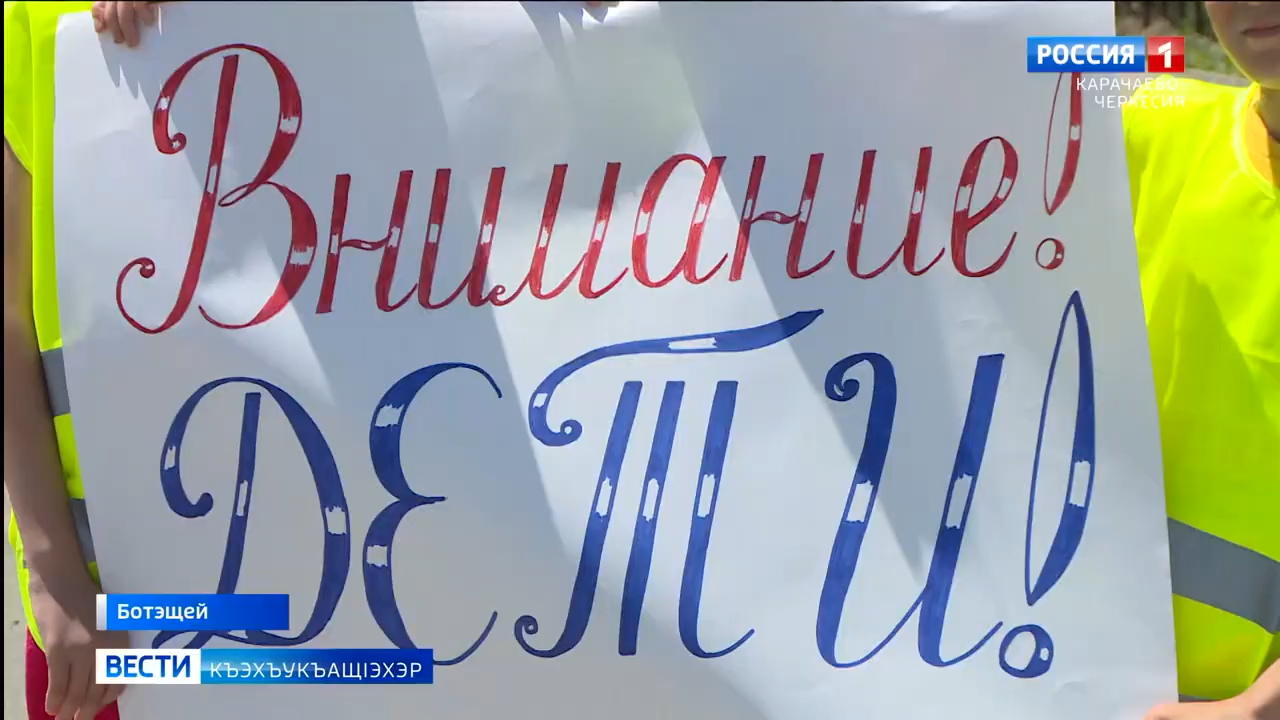 РОССИЯ 1
КАРАЧАЕВО-
ЧЕРКЕСИЯ
Внимание!
ДЕТИ!
Ботэщей
ВЕСТИ КЪЭХЪУКЪАЩIЭХЭР